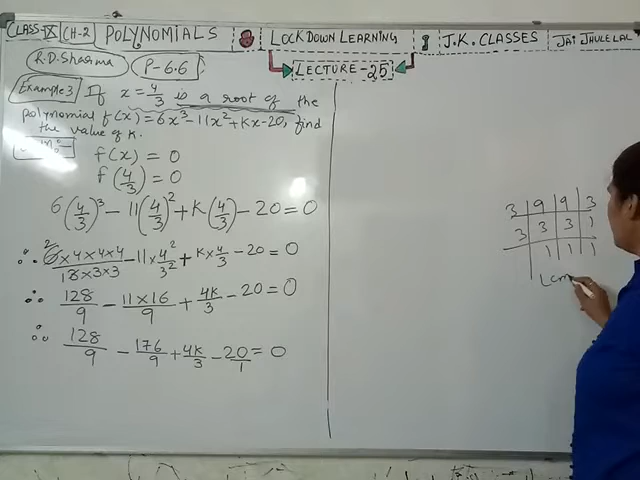 CLASS-IX CH-2 POLYNOMIALS LOCKDOWN LEARNING J.K. CLASSES JAI JHULELAL
R.D. Sharma P-6.6 LECTURE-25
Example 3 If x = 4/3 is a root of the
polynomial f(x) = 6x³ - 11x² + kx - 20, find
the value of k.
f(x) = 0
f(4/3) = 0
6(4/3)³ - 11(4/3)² + k(4/3) - 20 = 0
∴ 6 2 × 4×4×4 / 18×3×3 - 11 × 4²/3² + k × 4/3 - 20 = 0
∴ 128/9 - 11×16/9 + 4k/3 - 20 = 0
∴ 128/9 - 176/9 + 4k/3 - 20/1 = 0
3 9 9 3
3 3 3 1
1 1 1
Lcm